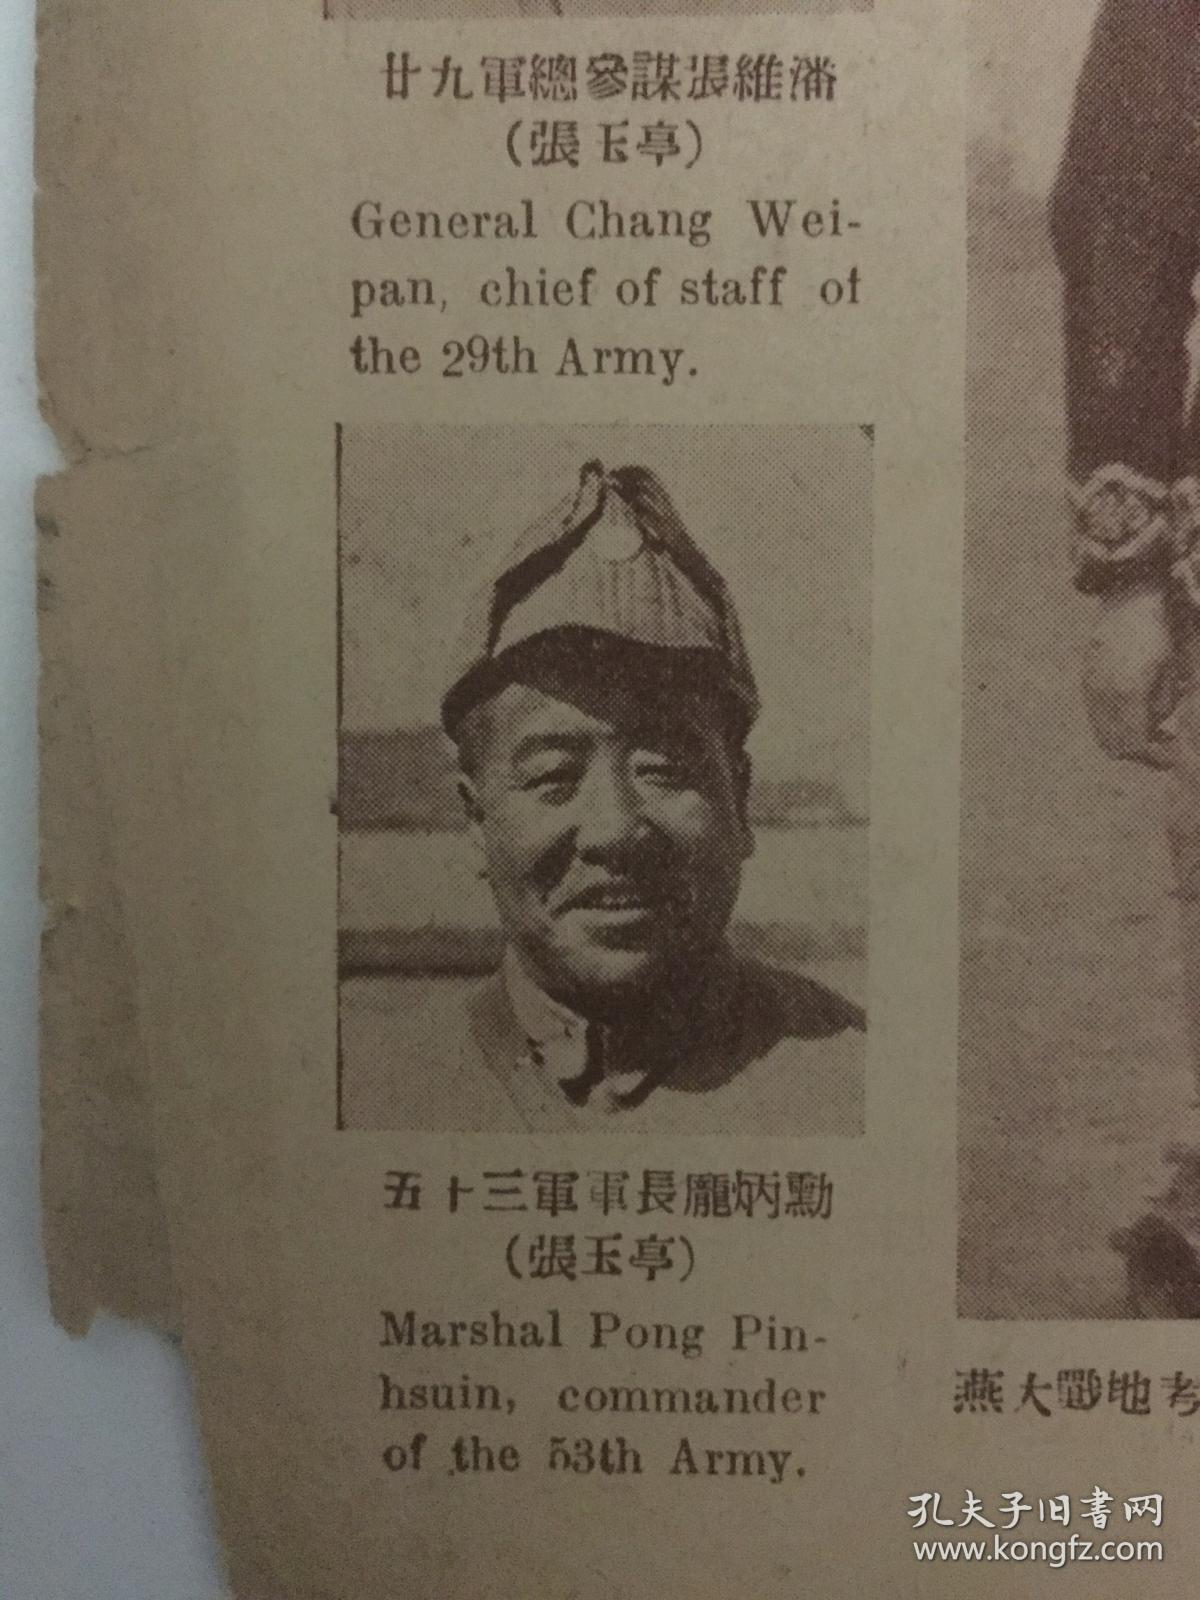 廿九軍總參謀張維潘
(張玉亭)
General Chang Wei-
pan, chief of staff of
the 29th Army.
五十三軍軍長龐炳勳
(張玉亭)
Marshal Pong Pin-
hsuin, commander
of the 53th Army.
燕大戰地考
孔夫子旧书网
www.kongfz.com